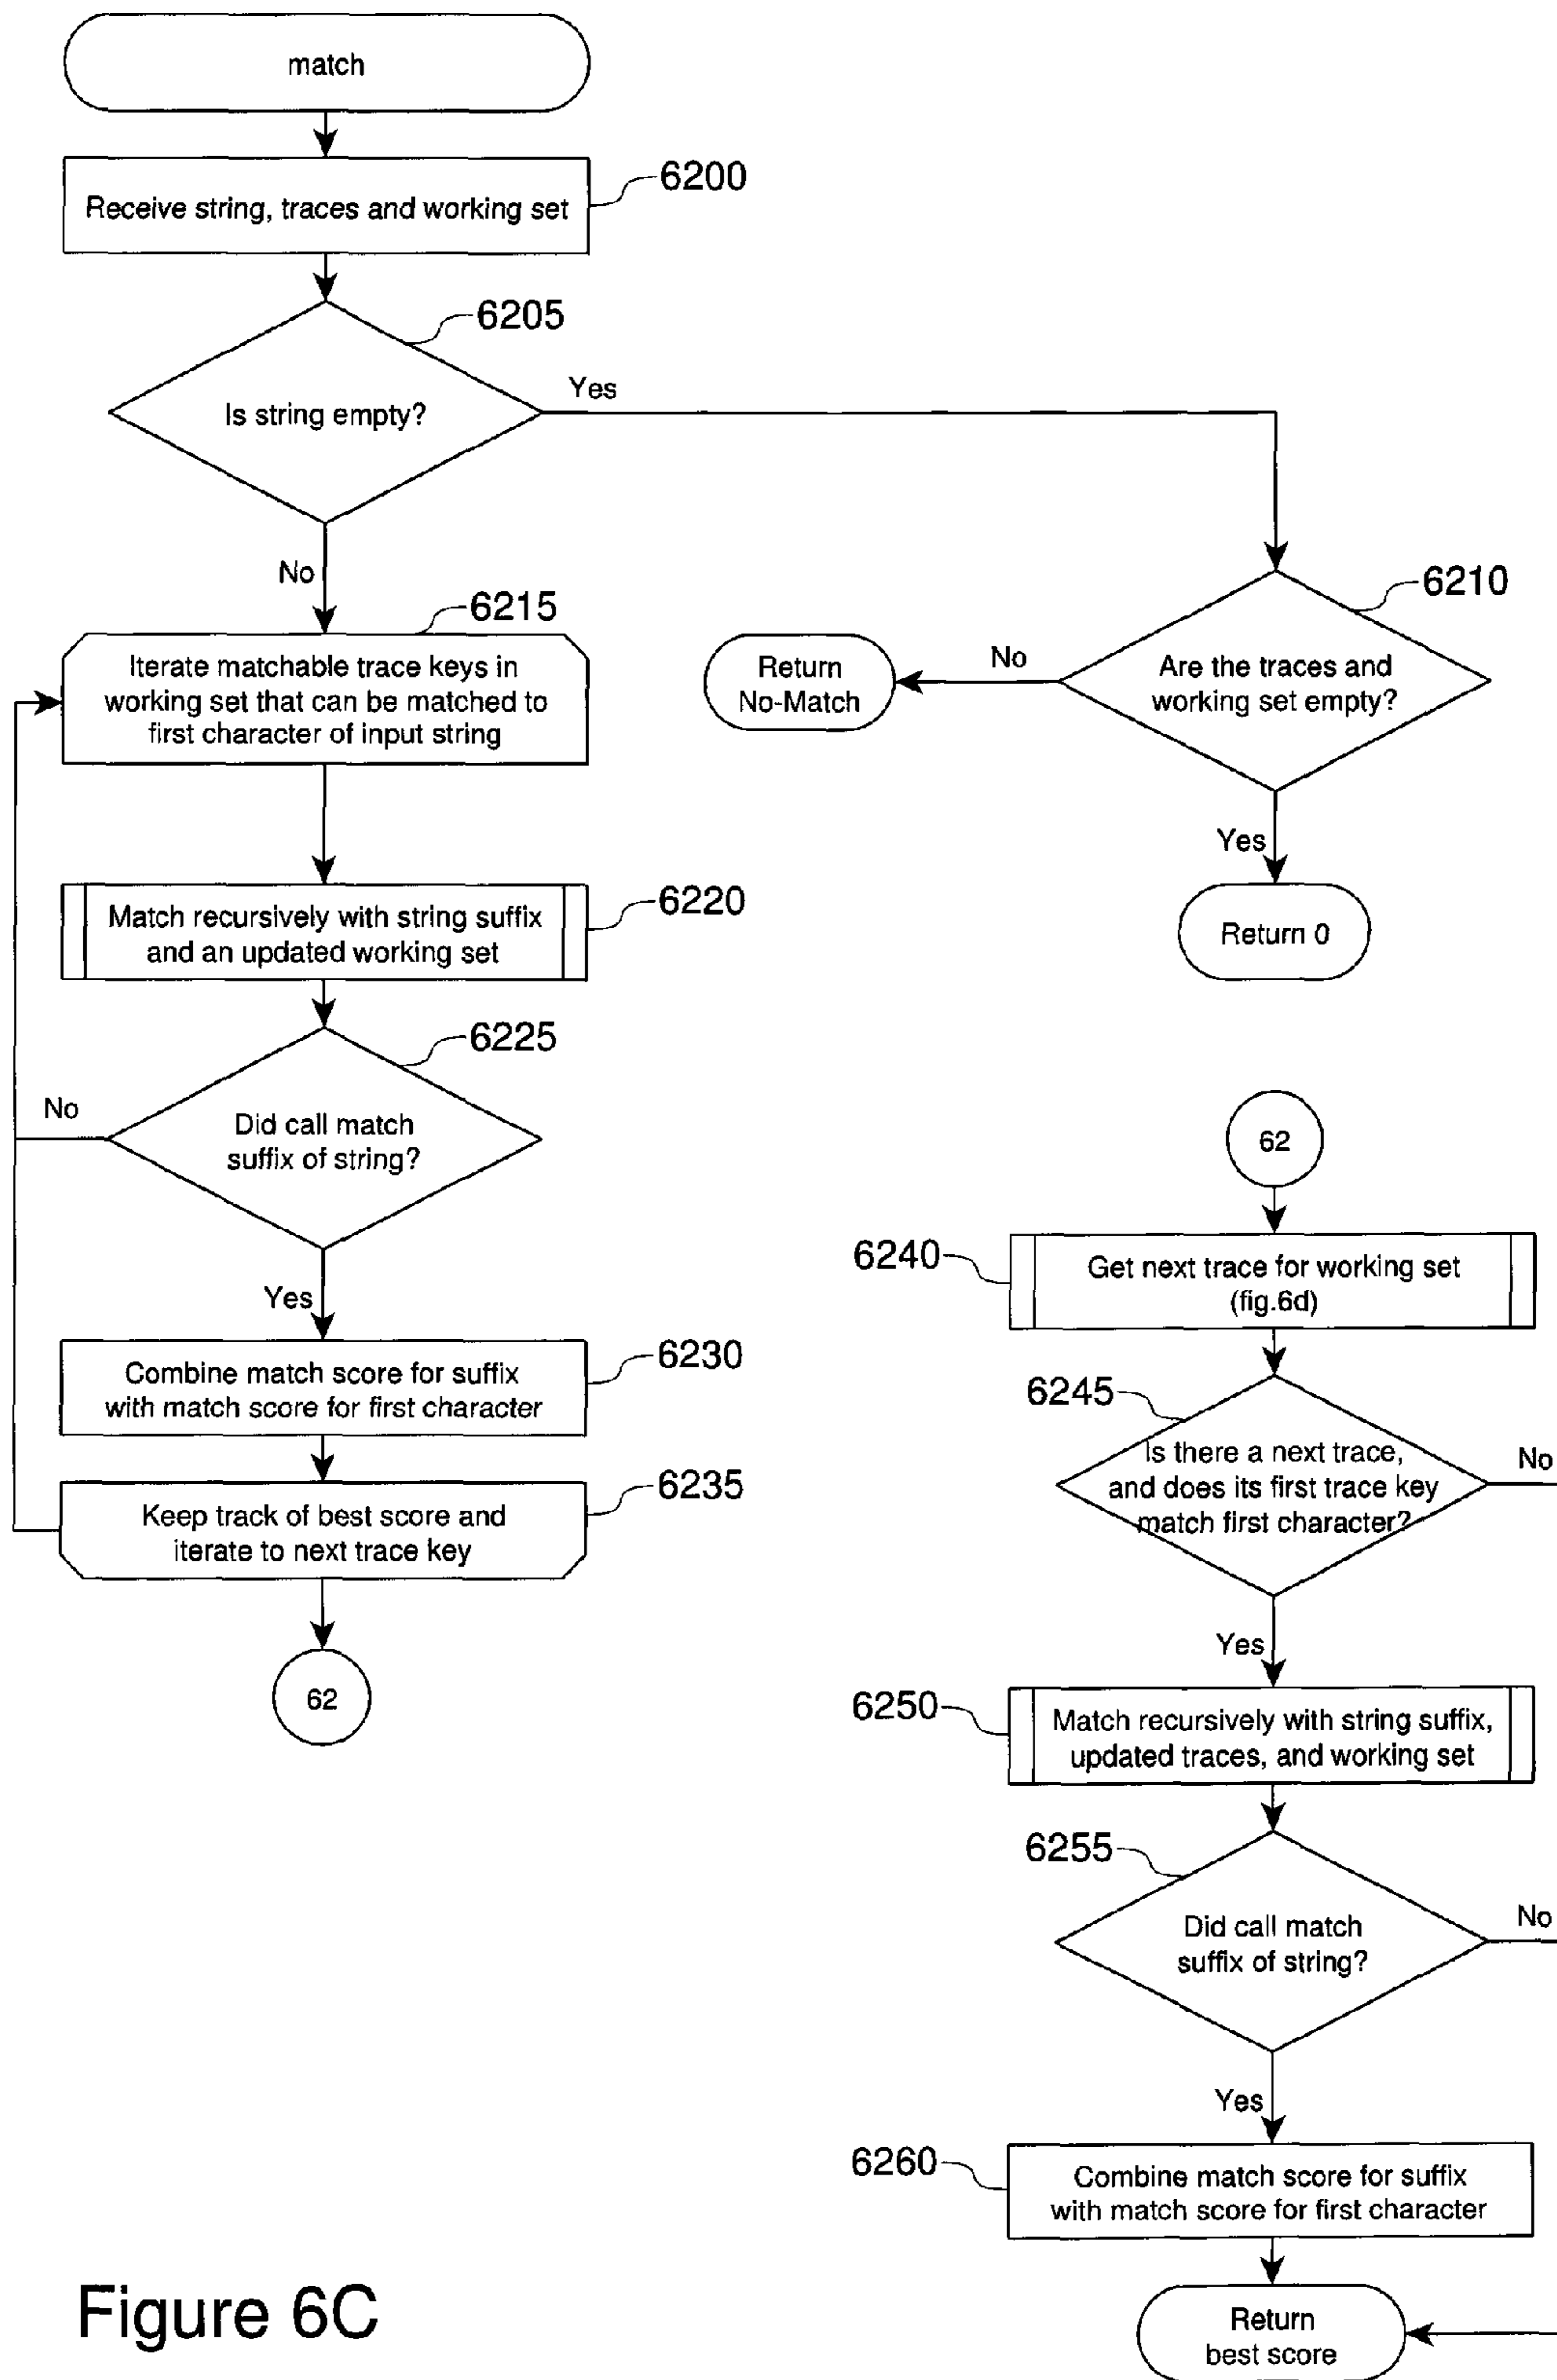 match
Receive string, traces and working set
6200
6205
Is string empty?
Yes
No
6215
Iterate matchable trace keys in
working set that can be matched to
first character of input string
6210
Are the traces and
working set empty?
No
Return
No-Match
Yes
Return 0
Match recursively with string suffix
and an updated working set
6220
6225
Did call match
suffix of string?
No
Yes
Combine match score for suffix
with match score for first character
6230
Keep track of best score and
iterate to next trace key
6235
62
62
6240
Get next trace for working set
(fig.6d)
6245
Is there a next trace,
and does its first trace key
match first character?
No
Yes
6250
Match recursively with string suffix,
updated traces, and working set
6255
Did call match
suffix of string?
No
Yes
6260
Combine match score for suffix
with match score for first character
Return
best score
Figure 6C